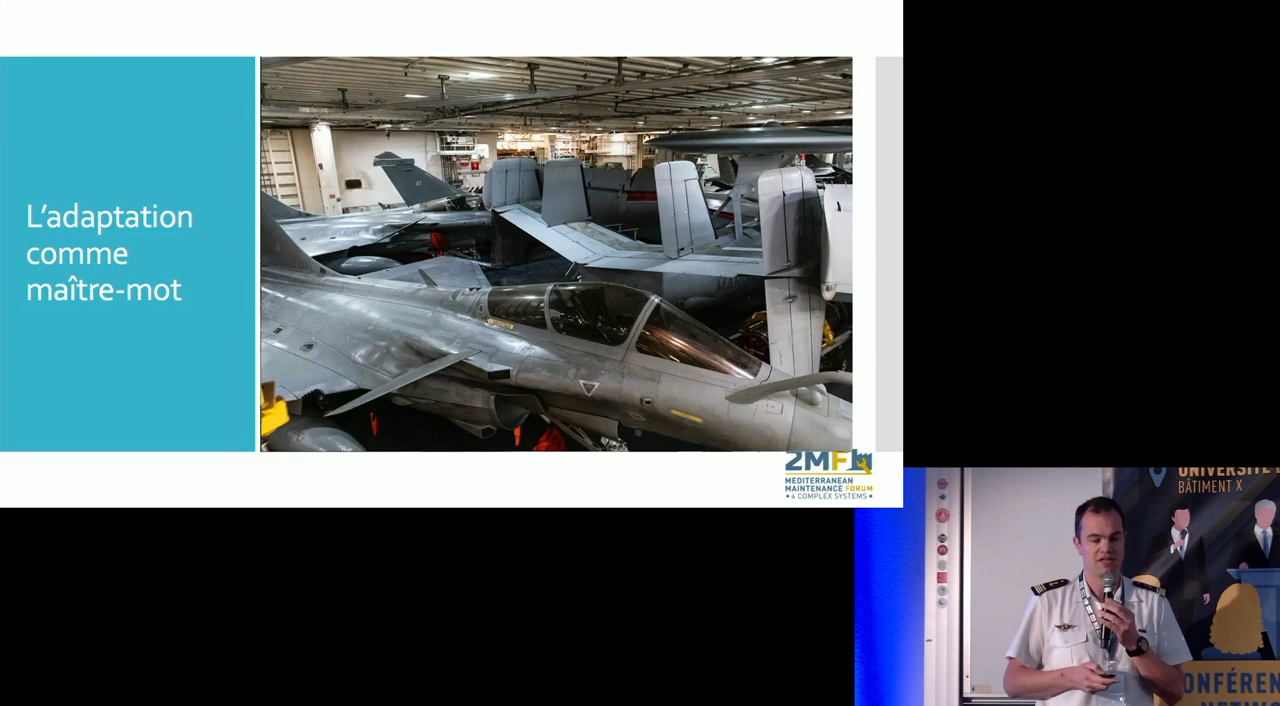 L'adaptation
comme
maître-mot
2MF
MEDITERRANEAN
MAINTENANCE FORUM
• 4 COMPLEX SYSTEMS •
UNIVERSITÉ
BÂTIMENT X